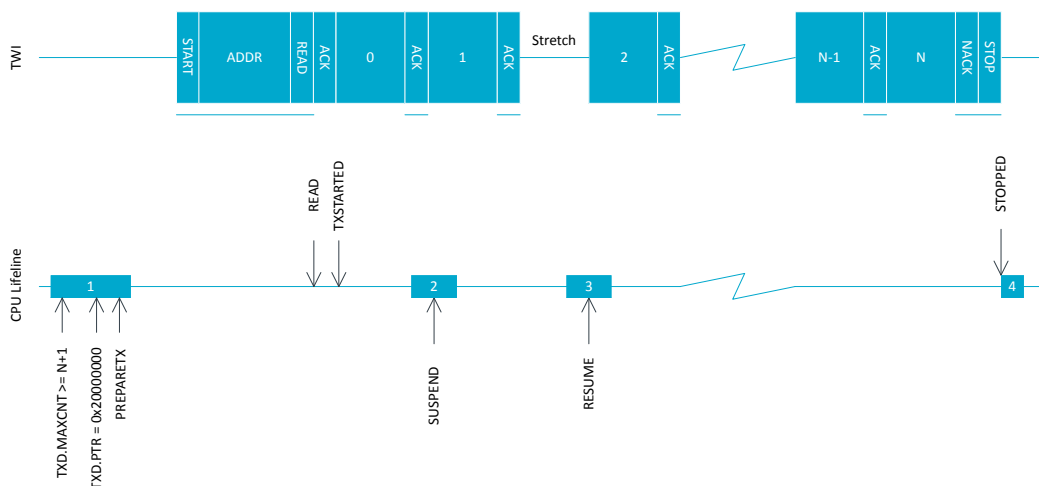 TWI
START
ADDR
READ
ACK
0
ACK
1
ACK
Stretch
2
ACK
N-1
ACK
N
NACK
STOP
CPU Lifeline
READ
TXSTARTED
STOPPED
1
2
3
4
TXD.MAXCNT >= N+1
TXD.PTR = 0x20000000
PREPARETX
SUSPEND
RESUME